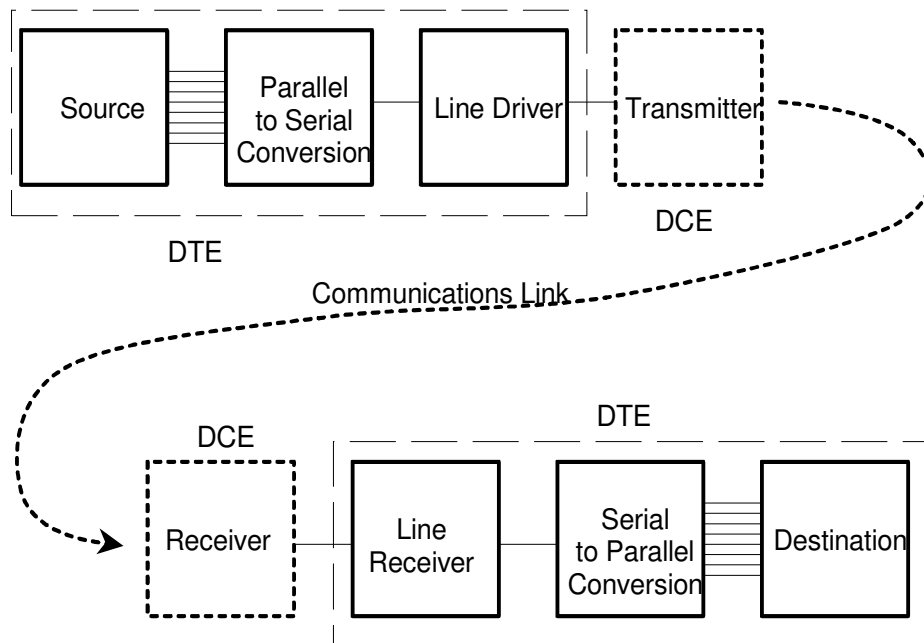 Source
Parallel
to Serial
Conversion
Line Driver
Transmitter
DTE
DCE
Communications Link
DCE
DTE
Receiver
Line
Receiver
Serial
to Parallel
Conversion
Destination